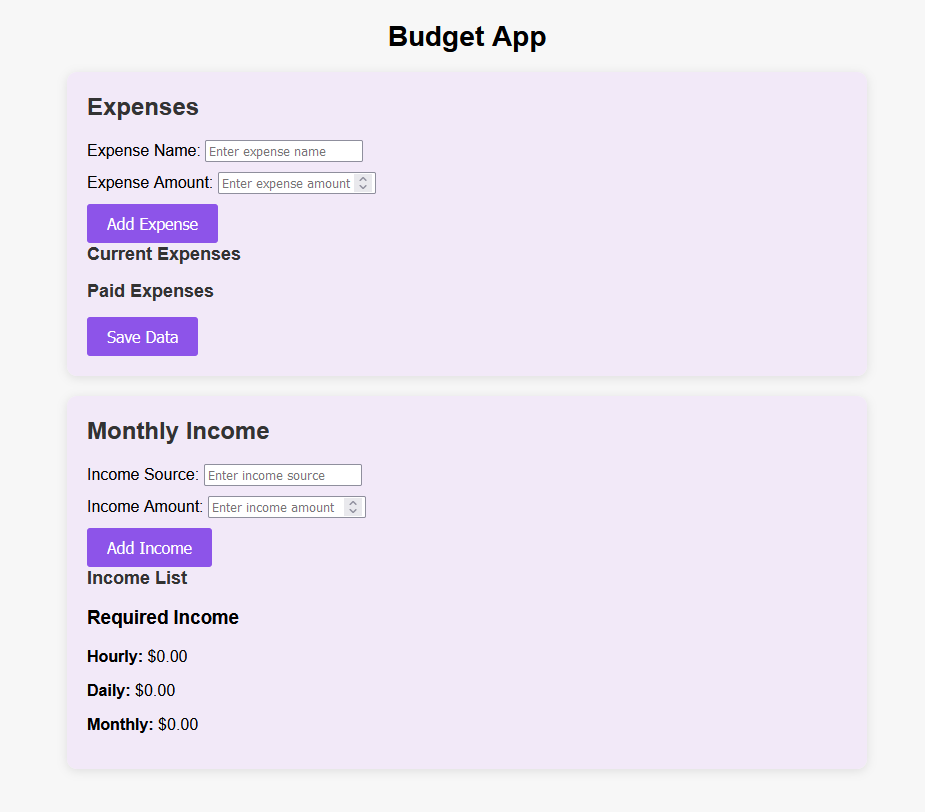 Budget App
Expenses
Expense Name: Enter expense name
Expense Amount: Enter expense amount
Add Expense
Current Expenses
Paid Expenses
Save Data
Monthly Income
Income Source: Enter income source
Income Amount: Enter income amount
Add Income
Income List
Required Income
Hourly: $0.00
Daily: $0.00
Monthly: $0.00